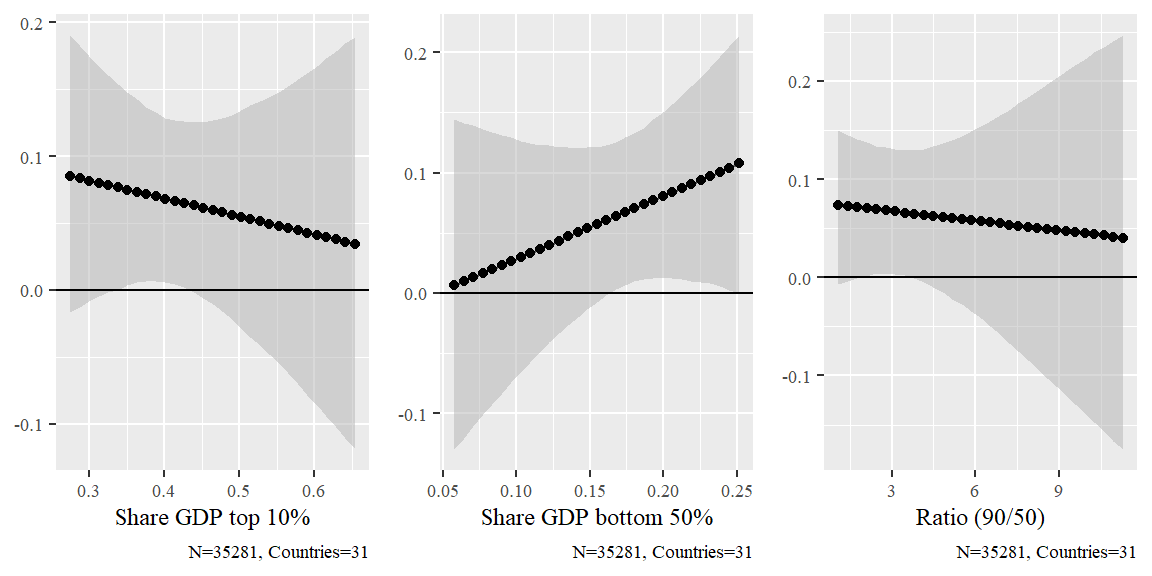 0.2
0.1
0.0
-0.1
0.3 0.4 0.5 0.6
Share GDP top 10%
N=35281, Countries=31
0.2
0.1
0.0
-0.1
0.05 0.10 0.15 0.20 0.25
Share GDP bottom 50%
N=35281, Countries=31
0.2
0.1
0.0
-0.1
3 6 9
Ratio (90/50)
N=35281, Countries=31